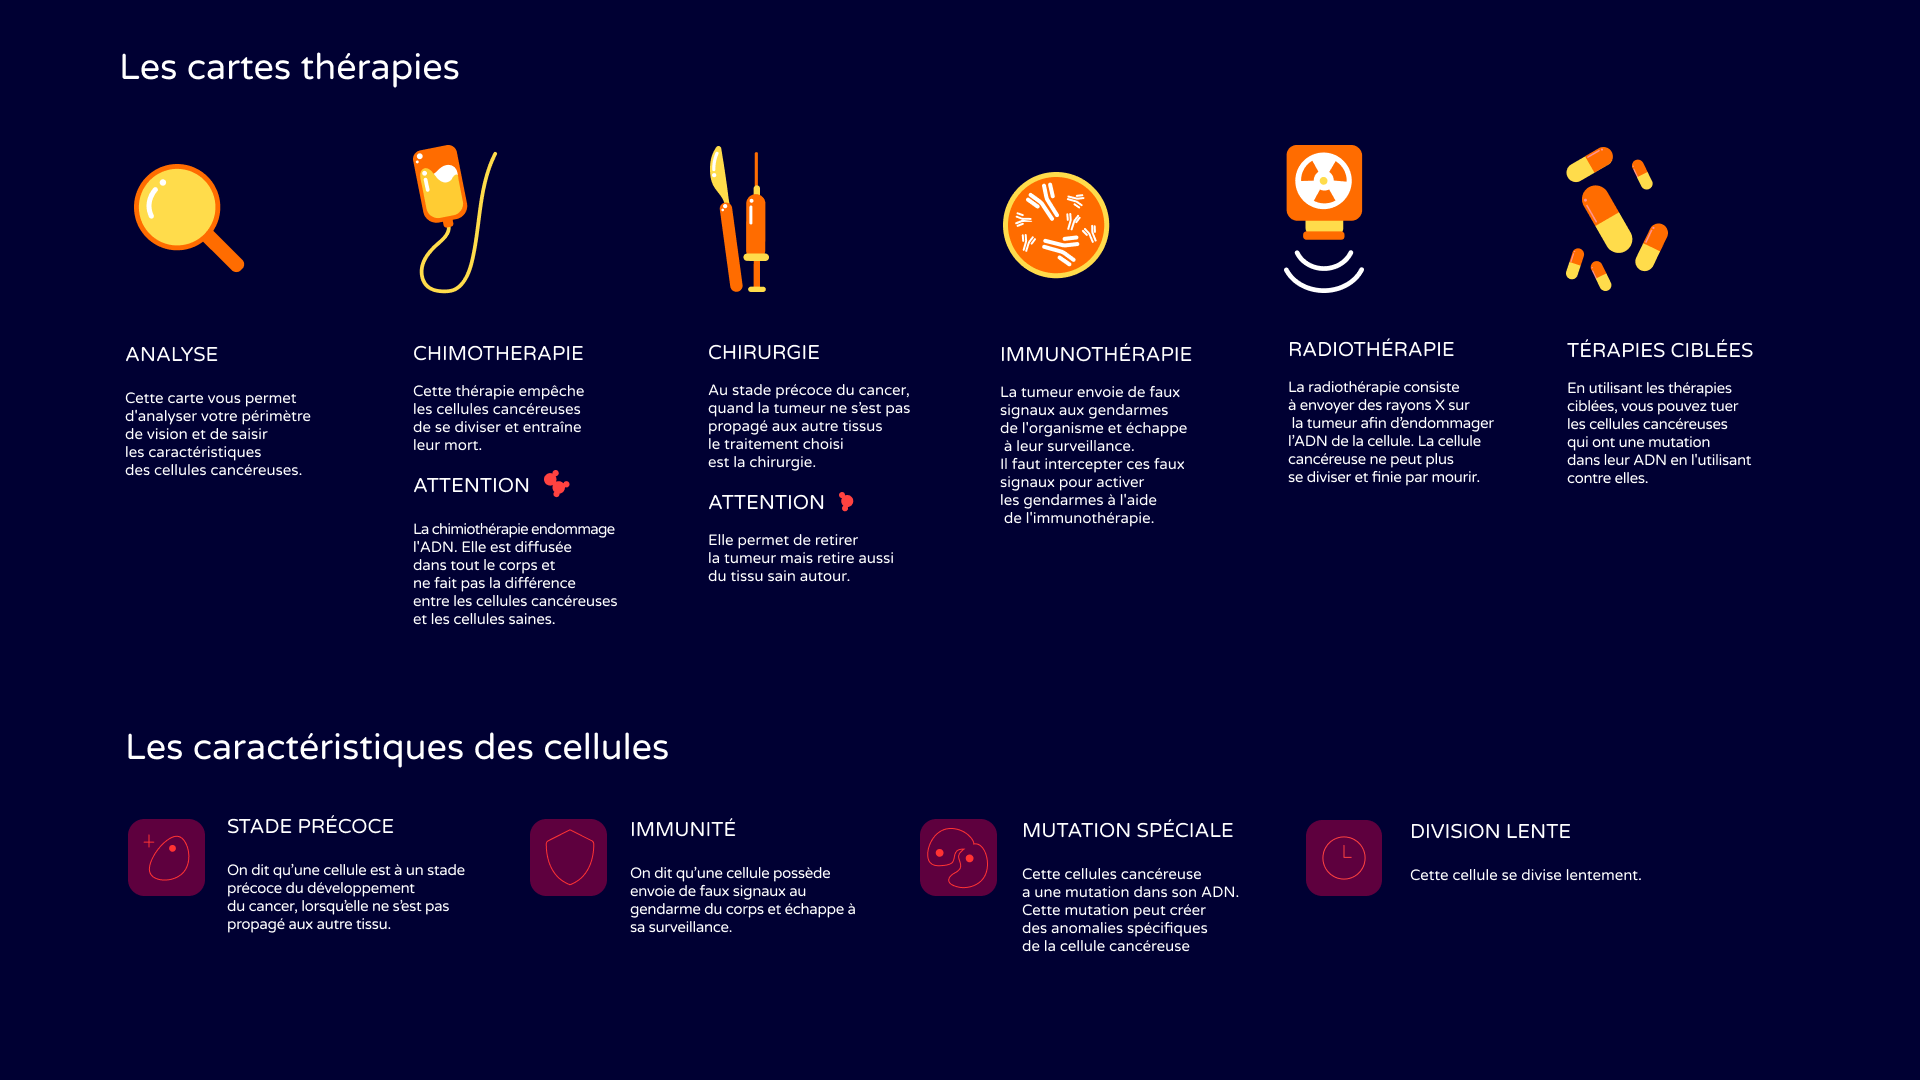 Les cartes thérapies
ANALYSE
Cette carte vous permet
d'analyser votre périmètre
de vision et de saisir
les caractéristiques
des cellules cancéreuses.
CHIMOTHERAPIE
Cette thérapie empêche
les cellules cancéreuses
de se diviser et entraîne
leur mort.
ATTENTION
La chimiothérapie endommage
l'ADN. Elle est diffusée
dans tout le corps et
ne fait pas la différence
entre les cellules cancéreuses
et les cellules saines.
CHIRURGIE
Au stade précoce du cancer,
quand la tumeur ne s'est pas
propagé aux autre tissus
le traitement choisi
est la chirurgie.
ATTENTION
Elle permet de retirer
la tumeur mais retire aussi
du tissu sain autour.
IMMUNOTHÉRAPIE
La tumeur envoie de faux
signaux aux gendarmes
de l'organisme et échappe
à leur surveillance.
Il faut intercepter ces faux
signaux pour activer
les gendarmes à l'aide
de l'immunothérapie.
RADIOTHÉRAPIE
La radiothérapie consiste
à envoyer des rayons X sur
la tumeur afin d'endommager
l'ADN de la cellule. La cellule
cancéreuse ne peut plus
se diviser et finie par mourir.
TÉRAPIES CIBLÉES
En utilisant les thérapies
ciblées, vous pouvez tuer
les cellules cancéreuses
qui ont une mutation
dans leur ADN en l'utilisant
contre elles.
Les caractéristiques des cellules
STADE PRÉCOCE
On dit qu'une cellule est à un stade
précoce du développement
du cancer, lorsqu'elle ne s'est pas
propagé aux autre tissu.
IMMUNITÉ
On dit qu'une cellule possède
envoie de faux signaux au
gendarme du corps et échappe à
sa surveillance.
MUTATION SPÉCIALE
Cette cellules cancéreuse
a une mutation dans son ADN.
Cette mutation peut créer
des anomalies spécifiques
de la cellule cancéreuse
DIVISION LENTE
Cette cellule se divise lentement.